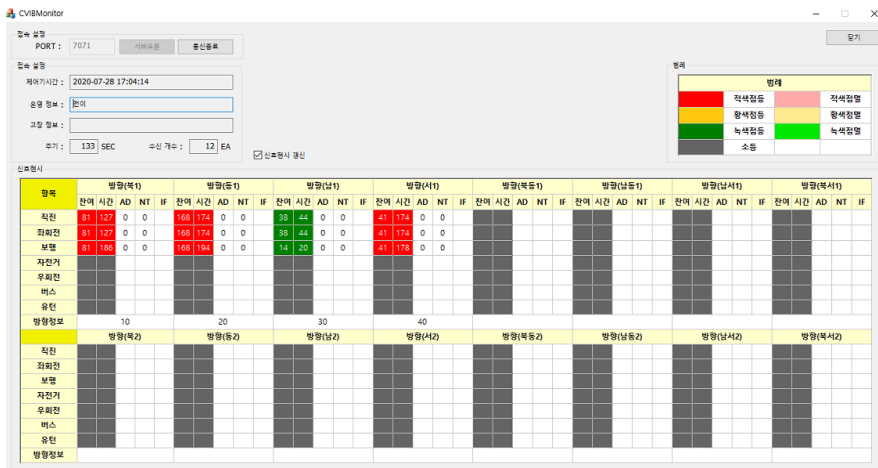 CVIBMonitor
접속 설정
PORT : 7071 서버오픈 통신종료
닫기
접속 설정
제어기시간 : 2020-07-28 17:04:14
운영 정보 : 전이
고장 정보 :
주기 : 133 SEC 수신 개수 : 12 EA
신호현시 갱신
범례
범례
적색점등 적색점멸
황색점등 황색점멸
녹색점등 녹색점멸
소등
신호현시
항목 방향(북1) 방향(동1) 방향(남1) 방향(서1) 방향(북동1) 방향(남동1) 방향(남서1) 방향(북서1)
잔여 시간 AD NT IF 잔여 시간 AD NT IF 잔여 시간 AD NT IF 잔여 시간 AD NT IF 잔여 시간 AD NT IF 잔여 시간 AD NT IF 잔여 시간 AD NT IF 잔여 시간 AD NT IF
직진 81 127 0 0 168 174 0 0 38 44 0 0 41 174 0 0
좌회전 81 127 0 0 168 174 0 0 38 44 0 0 41 174 0 0
보행 81 186 0 0 168 194 0 0 14 20 0 0 41 178 0 0
자전거
우회전
버스
유턴
방향정보 10 20 30 40
방향(북2) 방향(동2) 방향(남2) 방향(서2) 방향(북동2) 방향(남동2) 방향(남서2) 방향(북서2)
직진
좌회전
보행
자전거
우회전
버스
유턴
방향정보